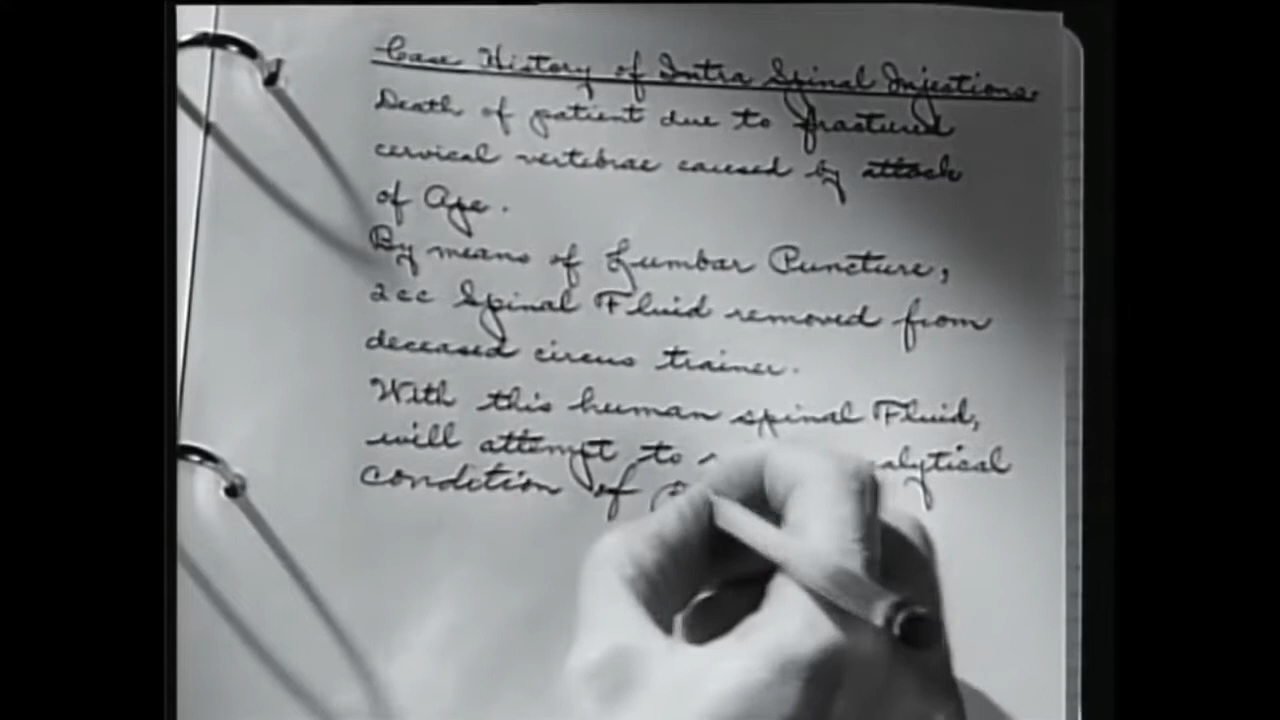 Case History of Intra Spinal Injections.
Death of patient due to fractured
cervical vertebrae caused by attack
of Ape.
By means of Lumbar Puncture,
2cc Spinal Fluid removed from
deceased circus trainer.
With this human spinal Fluid,
will attempt to alytical
condition of